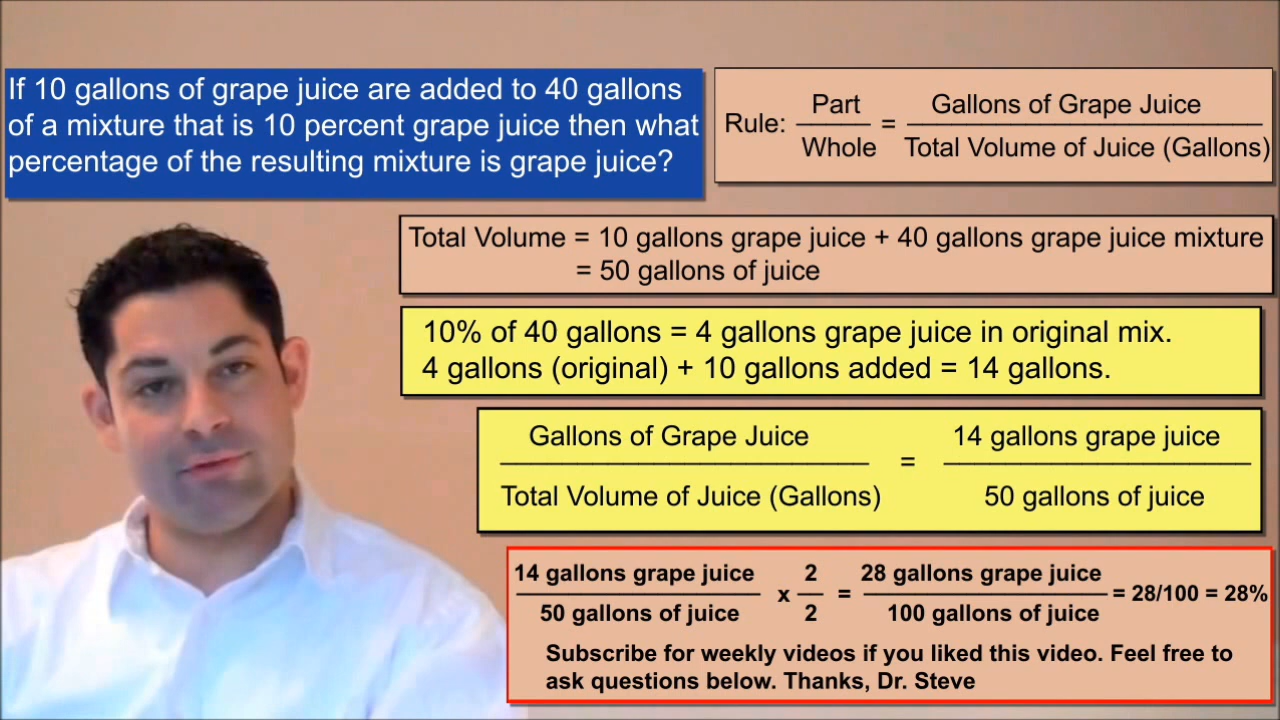 If 10 gallons of grape juice are added to 40 gallons
of a mixture that is 10 percent grape juice then what
percentage of the resulting mixture is grape juice?
Rule: Part / Whole = Gallons of Grape Juice / Total Volume of Juice (Gallons)
Total Volume = 10 gallons grape juice + 40 gallons grape juice mixture
= 50 gallons of juice
10% of 40 gallons = 4 gallons grape juice in original mix.
4 gallons (original) + 10 gallons added = 14 gallons.
Gallons of Grape Juice / Total Volume of Juice (Gallons) = 14 gallons grape juice / 50 gallons of juice
14 gallons grape juice / 50 gallons of juice x 2 / 2 = 28 gallons grape juice / 100 gallons of juice = 28/100 = 28%
Subscribe for weekly videos if you liked this video. Feel free to
ask questions below. Thanks, Dr. Steve